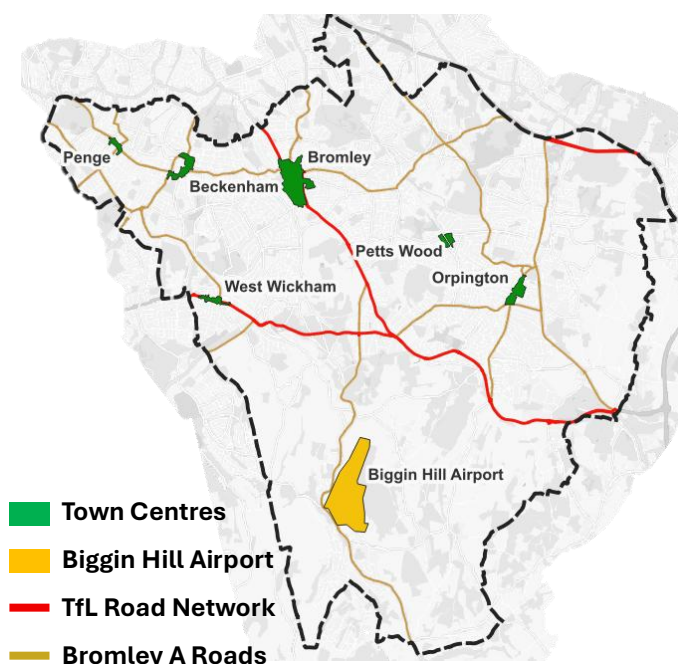 Penge
Bromley
Beckenham
Petts Wood
Orpington
West Wickham
Biggin Hill Airport
Town Centres
Biggin Hill Airport
TfL Road Network
Bromley A Roads